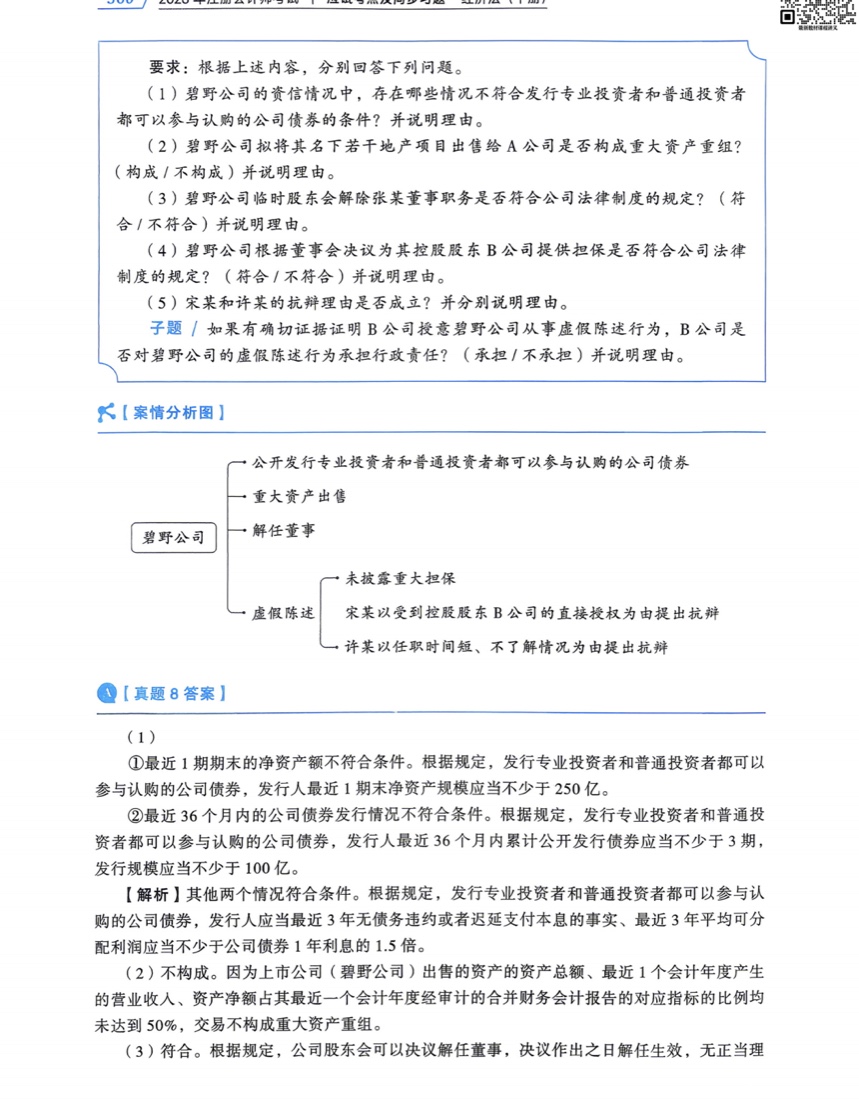 要求：根据上述内容，分别回答下列问题。
（1）碧野公司的资信情况中，存在哪些情况不符合发行专业投资者和普通投资者
都可以参与认购的公司债券的条件？并说明理由。
（2）碧野公司拟将其名下若干地产项目出售给 A 公司是否构成重大资产重组？
（构成 / 不构成）并说明理由。
（3）碧野公司临时股东会解除张某董事职务是否符合公司法律制度的规定？（符
合 / 不符合）并说明理由。
（4）碧野公司根据董事会决议为其控股股东 B 公司提供担保是否符合公司法律
制度的规定？（符合 / 不符合）并说明理由。
（5）宋某和许某的抗辩理由是否成立？并分别说明理由。
子题 / 如果有确切证据证明 B 公司授意碧野公司从事虚假陈述行为，B 公司是
否对碧野公司的虚假陈述行为承担行政责任？（承担 / 不承担）并说明理由。
【案情分析图】
公开发行专业投资者和普通投资者都可以参与认购的公司债券
重大资产出售
碧野公司
解任董事
未披露重大担保
虚假陈述
宋某以受到控股股东 B 公司的直接授权为由提出抗辩
许某以任职时间短、不了解情况为由提出抗辩
【真题 8 答案】
（1）
①最近 1 期期末的净资产额不符合条件。根据规定，发行专业投资者和普通投资者都可以
参与认购的公司债券，发行人最近 1 期末净资产规模应当不少于 250 亿。
②最近 36 个月内的公司债券发行情况不符合条件。根据规定，发行专业投资者和普通投
资者都可以参与认购的公司债券，发行人最近 36 个月内累计公开发行债券应当不少于 3 期，
发行规模应当不少于 100 亿。
【解析】其他两个情况符合条件。根据规定，发行专业投资者和普通投资者都可以参与认
购的公司债券，发行人应当最近 3 年无债务违约或者迟延支付本息的事实、最近 3 年平均可分
配利润应当不少于公司债券 1 年利息的 1.5 倍。
（2）不构成。因为上市公司（碧野公司）出售的资产的资产总额、最近 1 个会计年度产生
的营业收入、资产净额占其最近一个会计年度经审计的合并财务会计报告的对应指标的比例均
未达到 50%，交易不构成重大资产重组。
（3）符合。根据规定，公司股东会可以决议解任董事，决议作出之日解任生效，无正当理